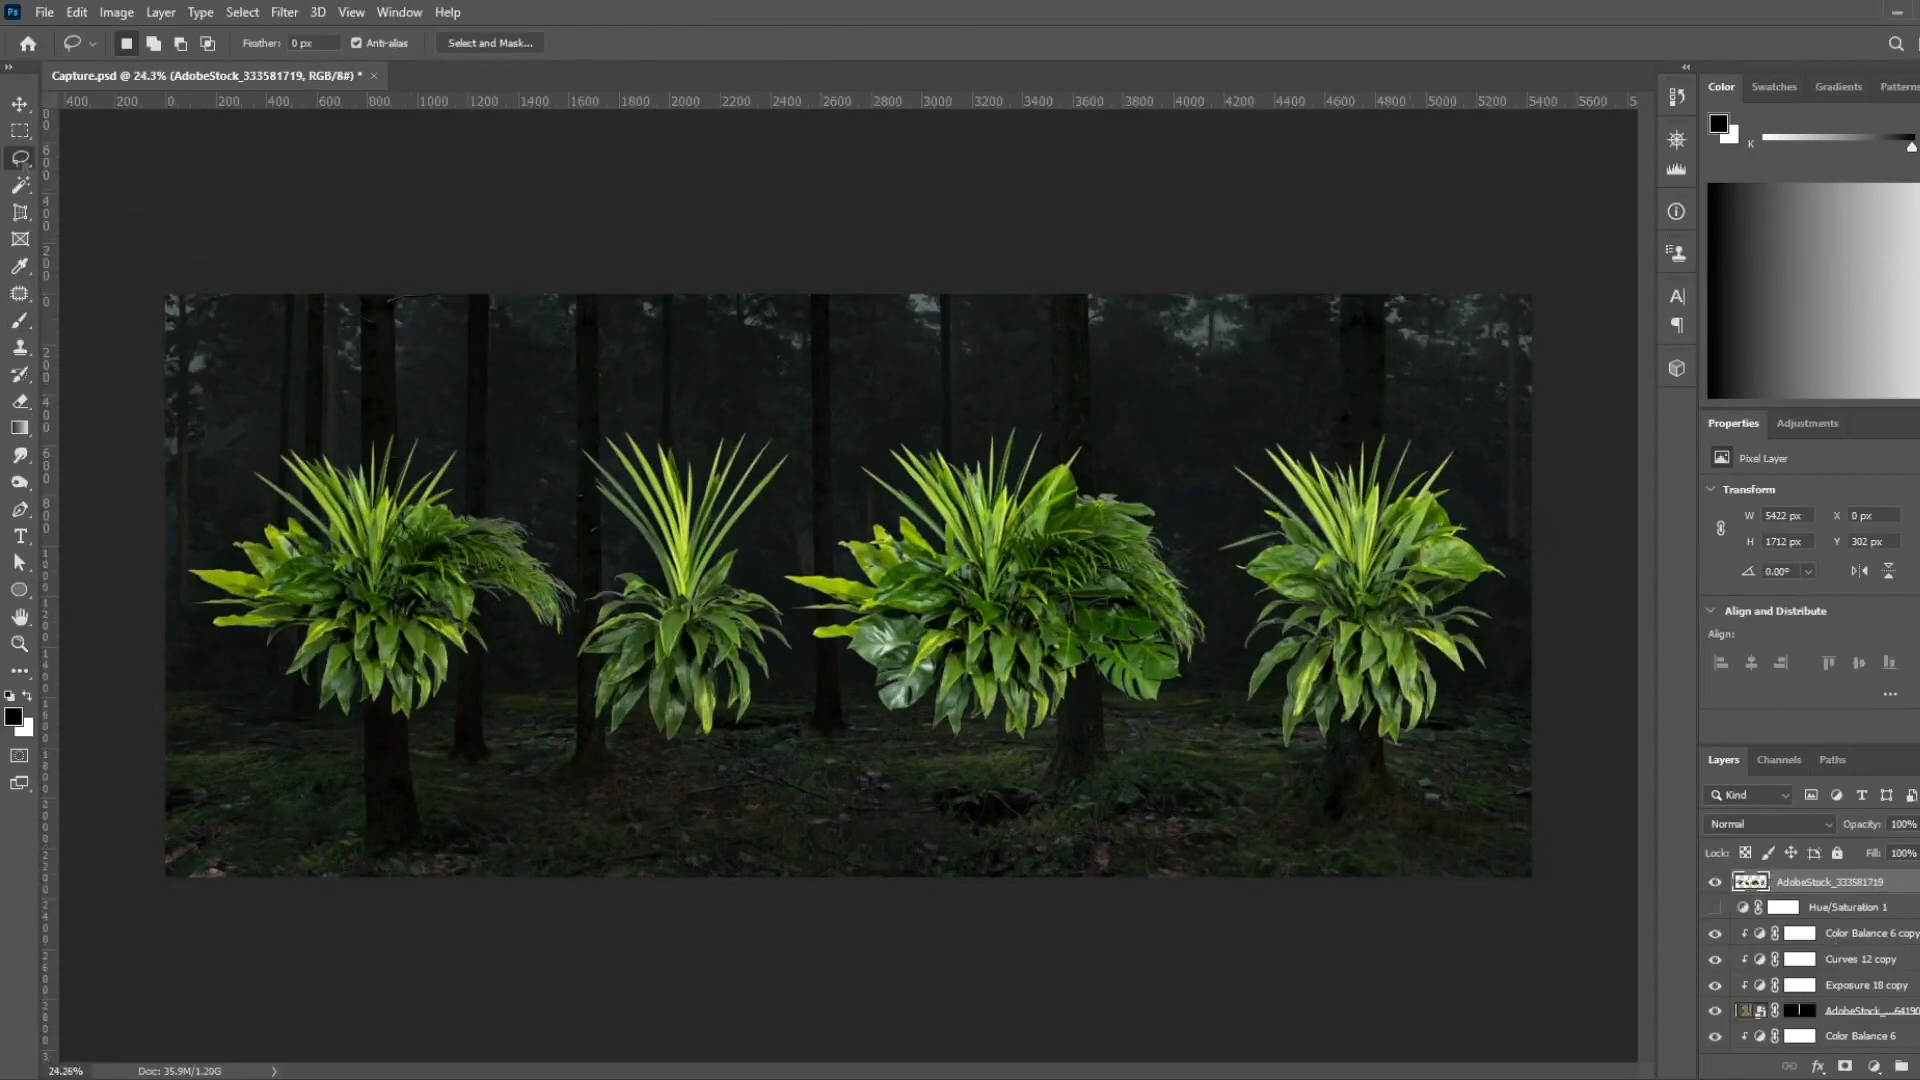 Ps File Edit Image Layer Type Select Filter 3D View Window Help
Feather: 0 px Anti-alias Select and Mask...
Capture.psd @ 24.3% (AdobeStock_333581719, RGB/8#) * ×
400 200 0 200 400 600 800 1000 1200 1400 1600 1800 2000 2200 2400 2600 2800 3000 3200 3400 3600 3800 4000 4200 4400 4600 4800 5000 5200 5400 5600 5
Color Swatches Gradients Patterns
K
Properties Adjustments
Pixel Layer
Transform
W 5422 px X 0 px
H 1712 px Y 302 px
0.00°
Align and Distribute
Align:
Layers Channels Paths
Kind
Normal Opacity: 100%
Lock: Fill: 100%
AdobeStock_333581719
Hue/Saturation 1
Color Balance 6 copy
Curves 12 copy
Exposure 18 copy
AdobeStock_...64190
Color Balance 6
24.26% Doc: 35.9M/1.20G